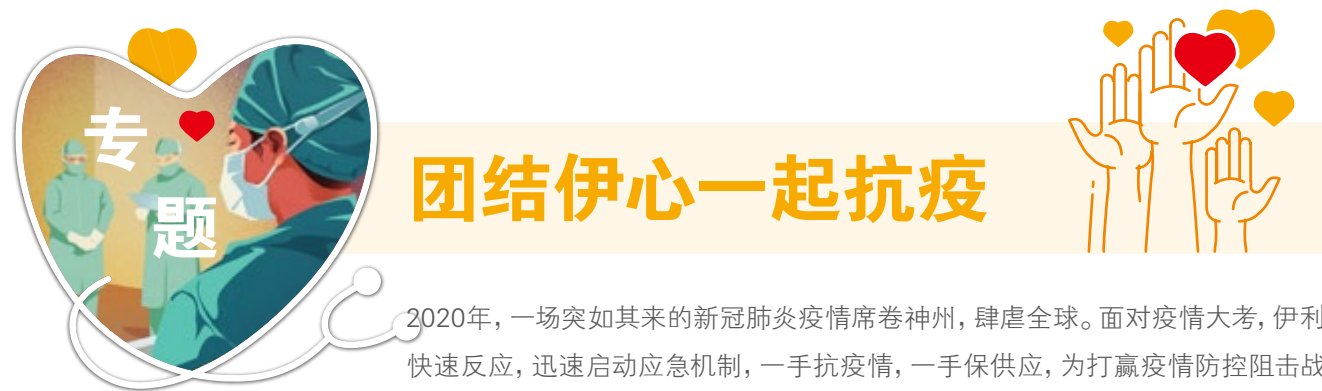 专
题
团结伊心一起抗疫
2020年，一场突如其来的新冠肺炎疫情席卷神州，肆虐全球。面对疫情大考，伊利
快速反应，迅速启动应急机制，一手抗疫情，一手保供应，为打赢疫情防控阻击战